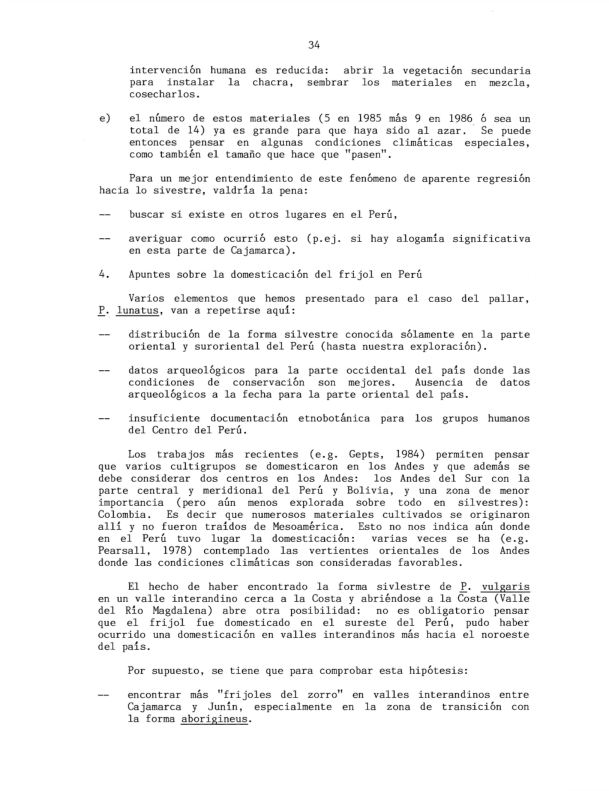 34
intervención humana es reducida: abrir la vegetación secundaria
para instalar la chacra, sembrar los materiales en mezcla,
cosecharlos.
e) el número de estos materiales (5 en 1985 más 9 en 1986 ó sea un
total de 14) ya es grande para que haya sido al azar. Se puede
entonces pensar en algunas condiciones climáticas especiales,
como también el tamaño que hace que "pasen".
Para un mejor entendimiento de este fenómeno de aparente regresión
hacia lo sivestre, valdría la pena:
-- buscar si existe en otros lugares en el Perú,
-- averiguar como ocurrió esto (p.ej. si hay alogamía significativa
en esta parte de Cajamarca).
4. Apuntes sobre la domesticación del frijol en Perú
Varios elementos que hemos presentado para el caso del pallar,
P. lunatus, van a repetirse aquí:
-- distribución de la forma silvestre conocida sólamente en la parte
oriental y suroriental del Perú (hasta nuestra exploración).
-- datos arqueológicos para la parte occidental del país donde las
condiciones de conservación son mejores. Ausencia de datos
arqueológicos a la fecha para la parte oriental del país.
-- insuficiente documentación etnobotánica para los grupos humanos
del Centro del Perú.
Los trabajos más recientes (e.g. Gepts, 1984) permiten pensar
que varios cultigrupos se domesticaron en los Andes y que además se
debe considerar dos centros en los Andes: los Andes del Sur con la
parte central y meridional del Perú y Bolivia, y una zona de menor
importancia (pero aún menos explorada sobre todo en silvestres):
Colombia. Es decir que numerosos materiales cultivados se originaron
allí y no fueron traídos de Mesoamérica. Esto no nos indica aún donde
en el Perú tuvo lugar la domesticación: varias veces se ha (e.g.
Pearsall, 1978) contemplado las vertientes orientales de los Andes
donde las condiciones climáticas son consideradas favorables.
El hecho de haber encontrado la forma sivlestre de P. vulgaris
en un valle interandino cerca a la Costa y abriéndose a la Costa (Valle
del Río Magdalena) abre otra posibilidad: no es obligatorio pensar
que el frijol fue domesticado en el sureste del Perú, pudo haber
ocurrido una domesticación en valles interandinos más hacia el noroeste
del país.
Por supuesto, se tiene que para comprobar esta hipótesis:
-- encontrar más "frijoles del zorro" en valles interandinos entre
Cajamarca y Junín, especialmente en la zona de transición con
la forma aborigineus.